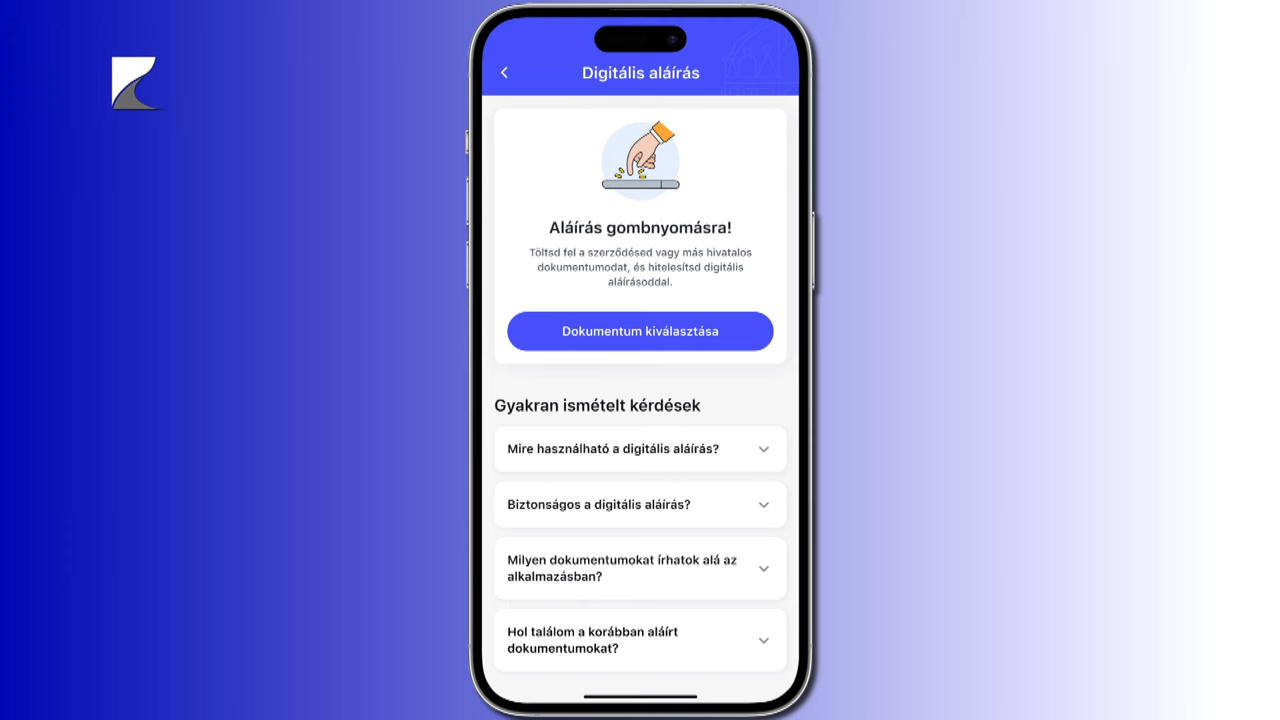 Digitális aláírás
Aláírás gombnyomásra!
Töltsd fel a szerződésed vagy más hivatalos
dokumentumodat, és hitelesítsd digitális
aláírásoddal.
Dokumentum kiválasztása
Gyakran ismételt kérdések
Mire használható a digitális aláírás?
Biztonságos a digitális aláírás?
Milyen dokumentumokat írhatok alá az
alkalmazásban?
Hol találom a korábban aláírt
dokumentumokat?